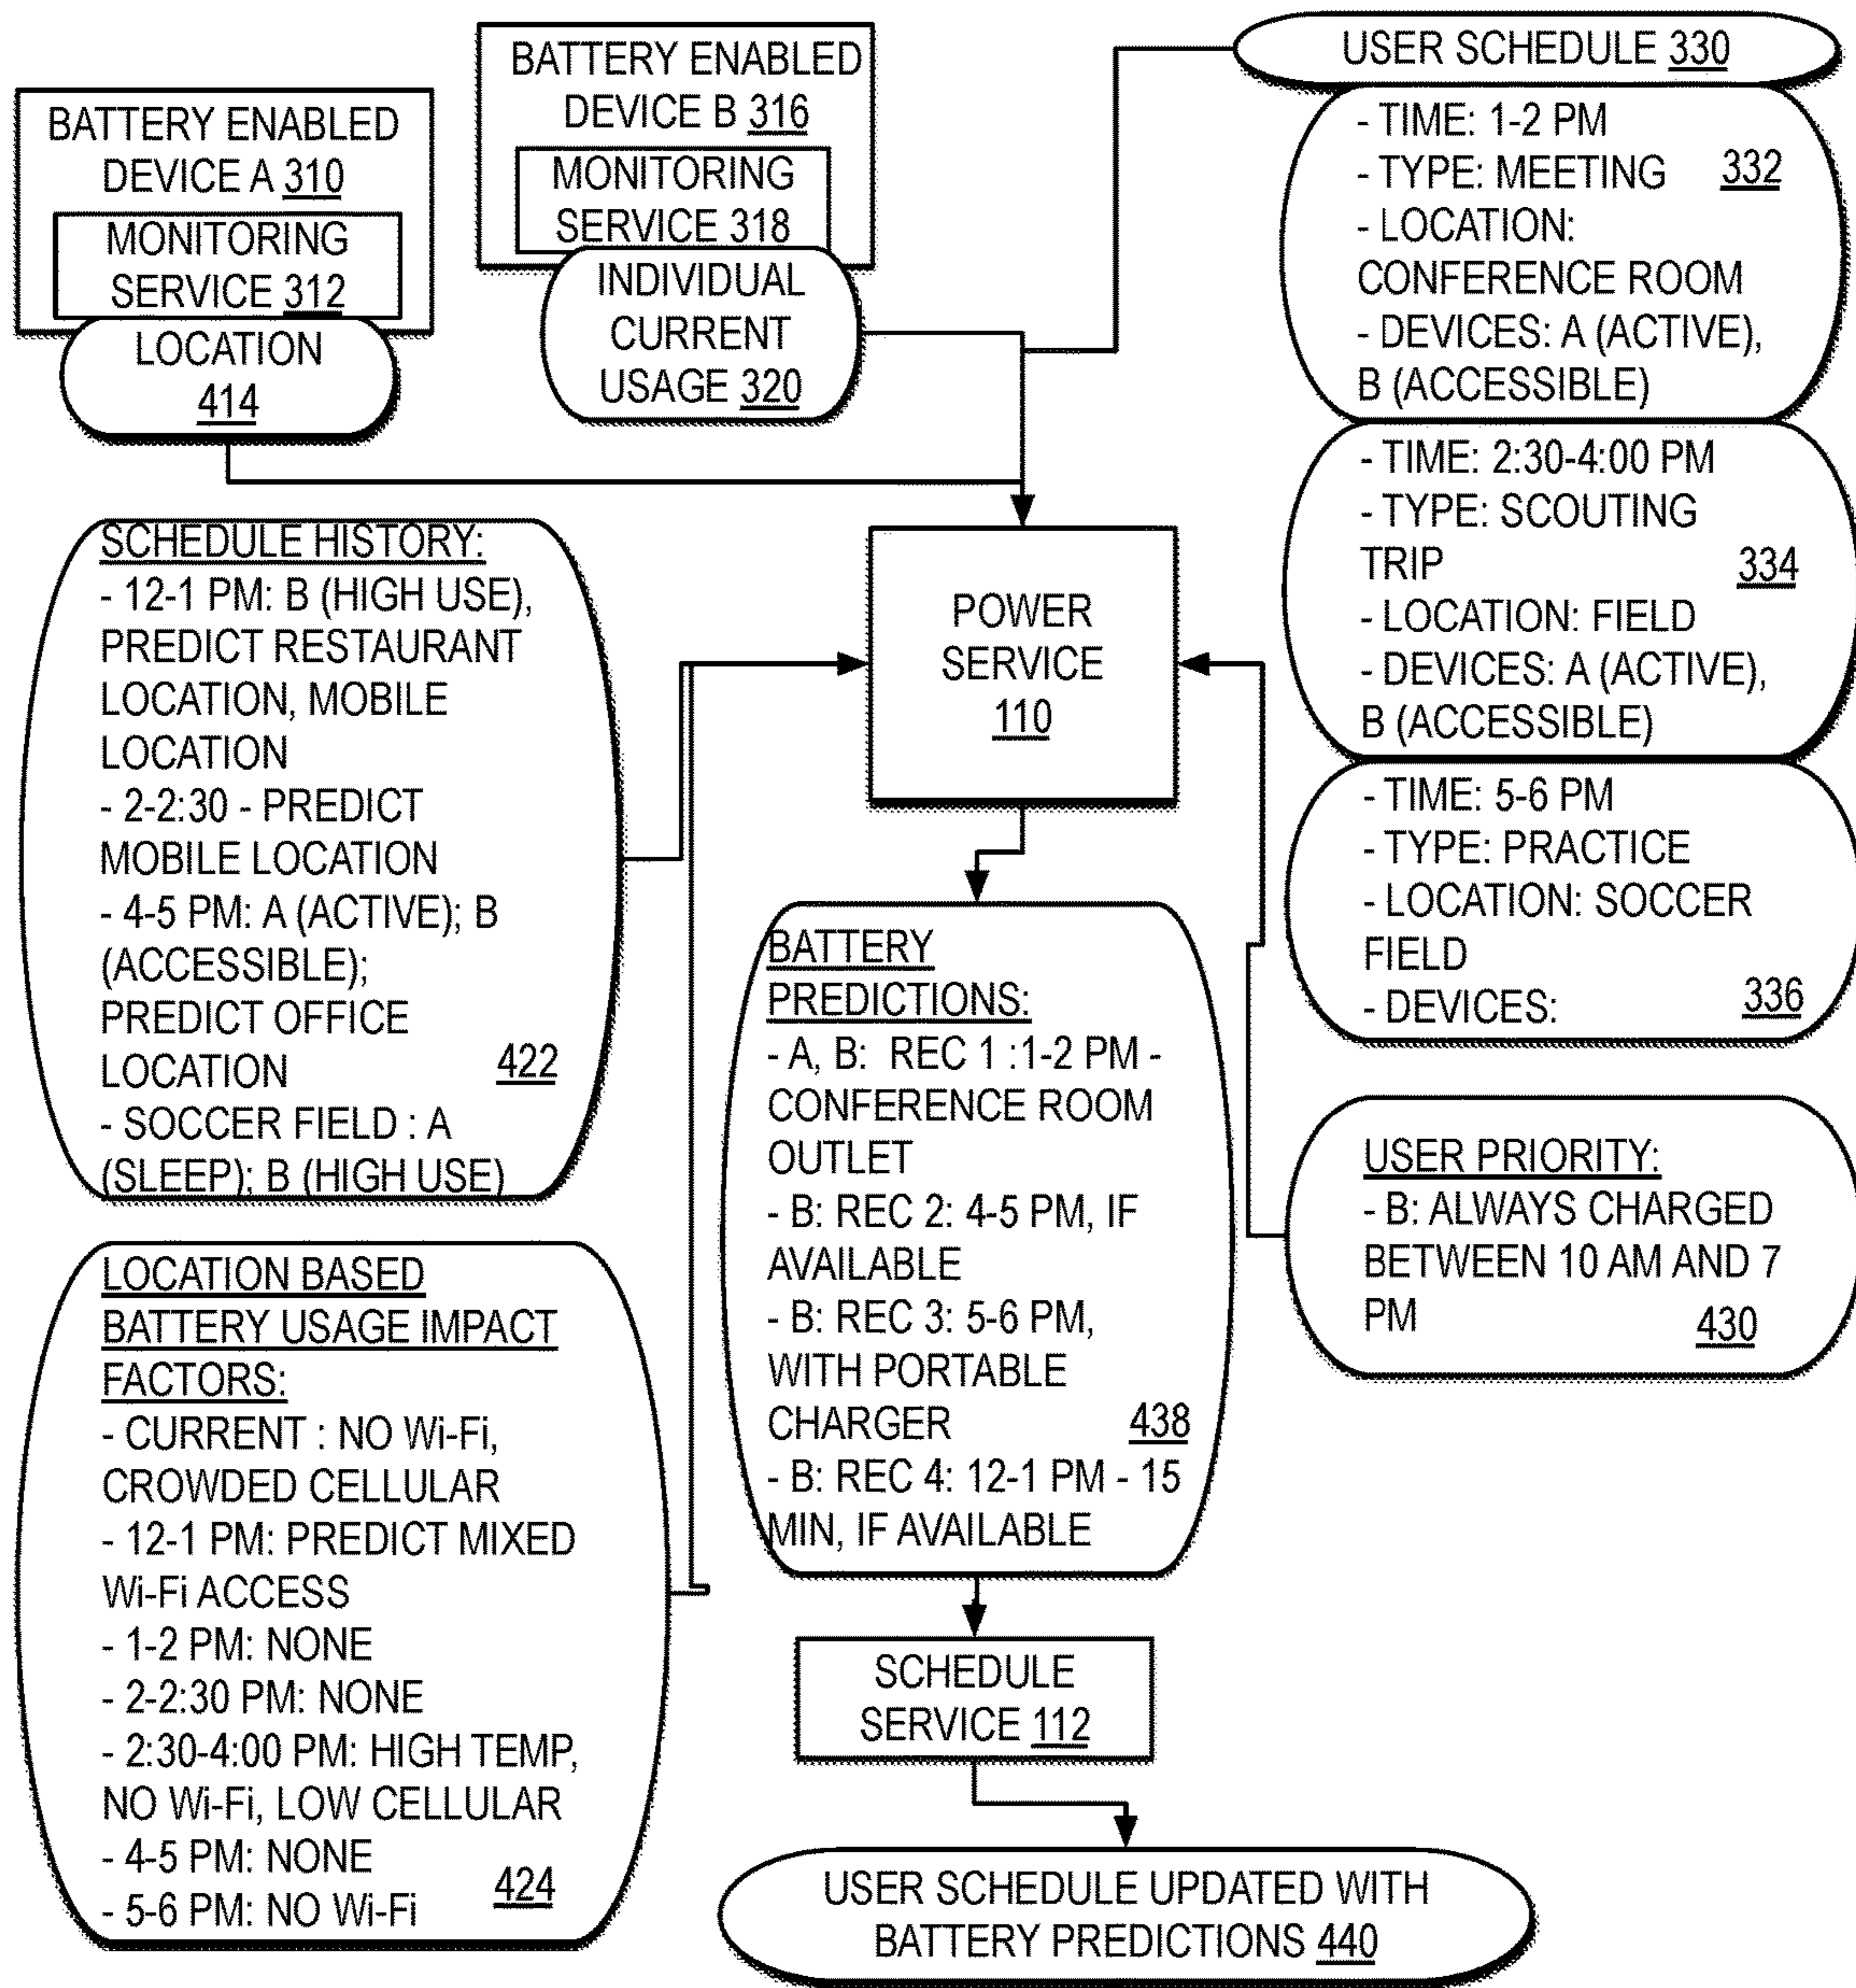 BATTERY ENABLED
DEVICE A 310
MONITORING
SERVICE 312
LOCATION
414
BATTERY ENABLED
DEVICE B 316
MONITORING
SERVICE 318
INDIVIDUAL
CURRENT
USAGE 320
USER SCHEDULE 330
- TIME: 1-2 PM
- TYPE: MEETING 332
- LOCATION:
CONFERENCE ROOM
- DEVICES: A (ACTIVE),
B (ACCESSIBLE)
- TIME: 2:30-4:00 PM
- TYPE: SCOUTING
TRIP 334
- LOCATION: FIELD
- DEVICES: A (ACTIVE),
B (ACCESSIBLE)
- TIME: 5-6 PM
- TYPE: PRACTICE
- LOCATION: SOCCER
FIELD
- DEVICES: 336
SCHEDULE HISTORY:
- 12-1 PM: B (HIGH USE),
PREDICT RESTAURANT
LOCATION, MOBILE
LOCATION
- 2-2:30 - PREDICT
MOBILE LOCATION
- 4-5 PM: A (ACTIVE); B
(ACCESSIBLE);
PREDICT OFFICE
LOCATION 422
- SOCCER FIELD : A
(SLEEP); B (HIGH USE)
POWER
SERVICE
110
USER PRIORITY:
- B: ALWAYS CHARGED
BETWEEN 10 AM AND 7
PM 430
LOCATION BASED
BATTERY USAGE IMPACT
FACTORS:
- CURRENT : NO Wi-Fi,
CROWDED CELLULAR
- 12-1 PM: PREDICT MIXED
Wi-Fi ACCESS
- 1-2 PM: NONE
- 2-2:30 PM: NONE
- 2:30-4:00 PM: HIGH TEMP,
NO Wi-Fi, LOW CELLULAR
- 4-5 PM: NONE
- 5-6 PM: NO Wi-Fi 424
BATTERY
PREDICTIONS:
- A, B: REC 1 :1-2 PM -
CONFERENCE ROOM
OUTLET
- B: REC 2: 4-5 PM, IF
AVAILABLE
- B: REC 3: 5-6 PM,
WITH PORTABLE
CHARGER 438
- B: REC 4: 12-1 PM - 15
MIN, IF AVAILABLE
SCHEDULE
SERVICE 112
USER SCHEDULE UPDATED WITH
BATTERY PREDICTIONS 440